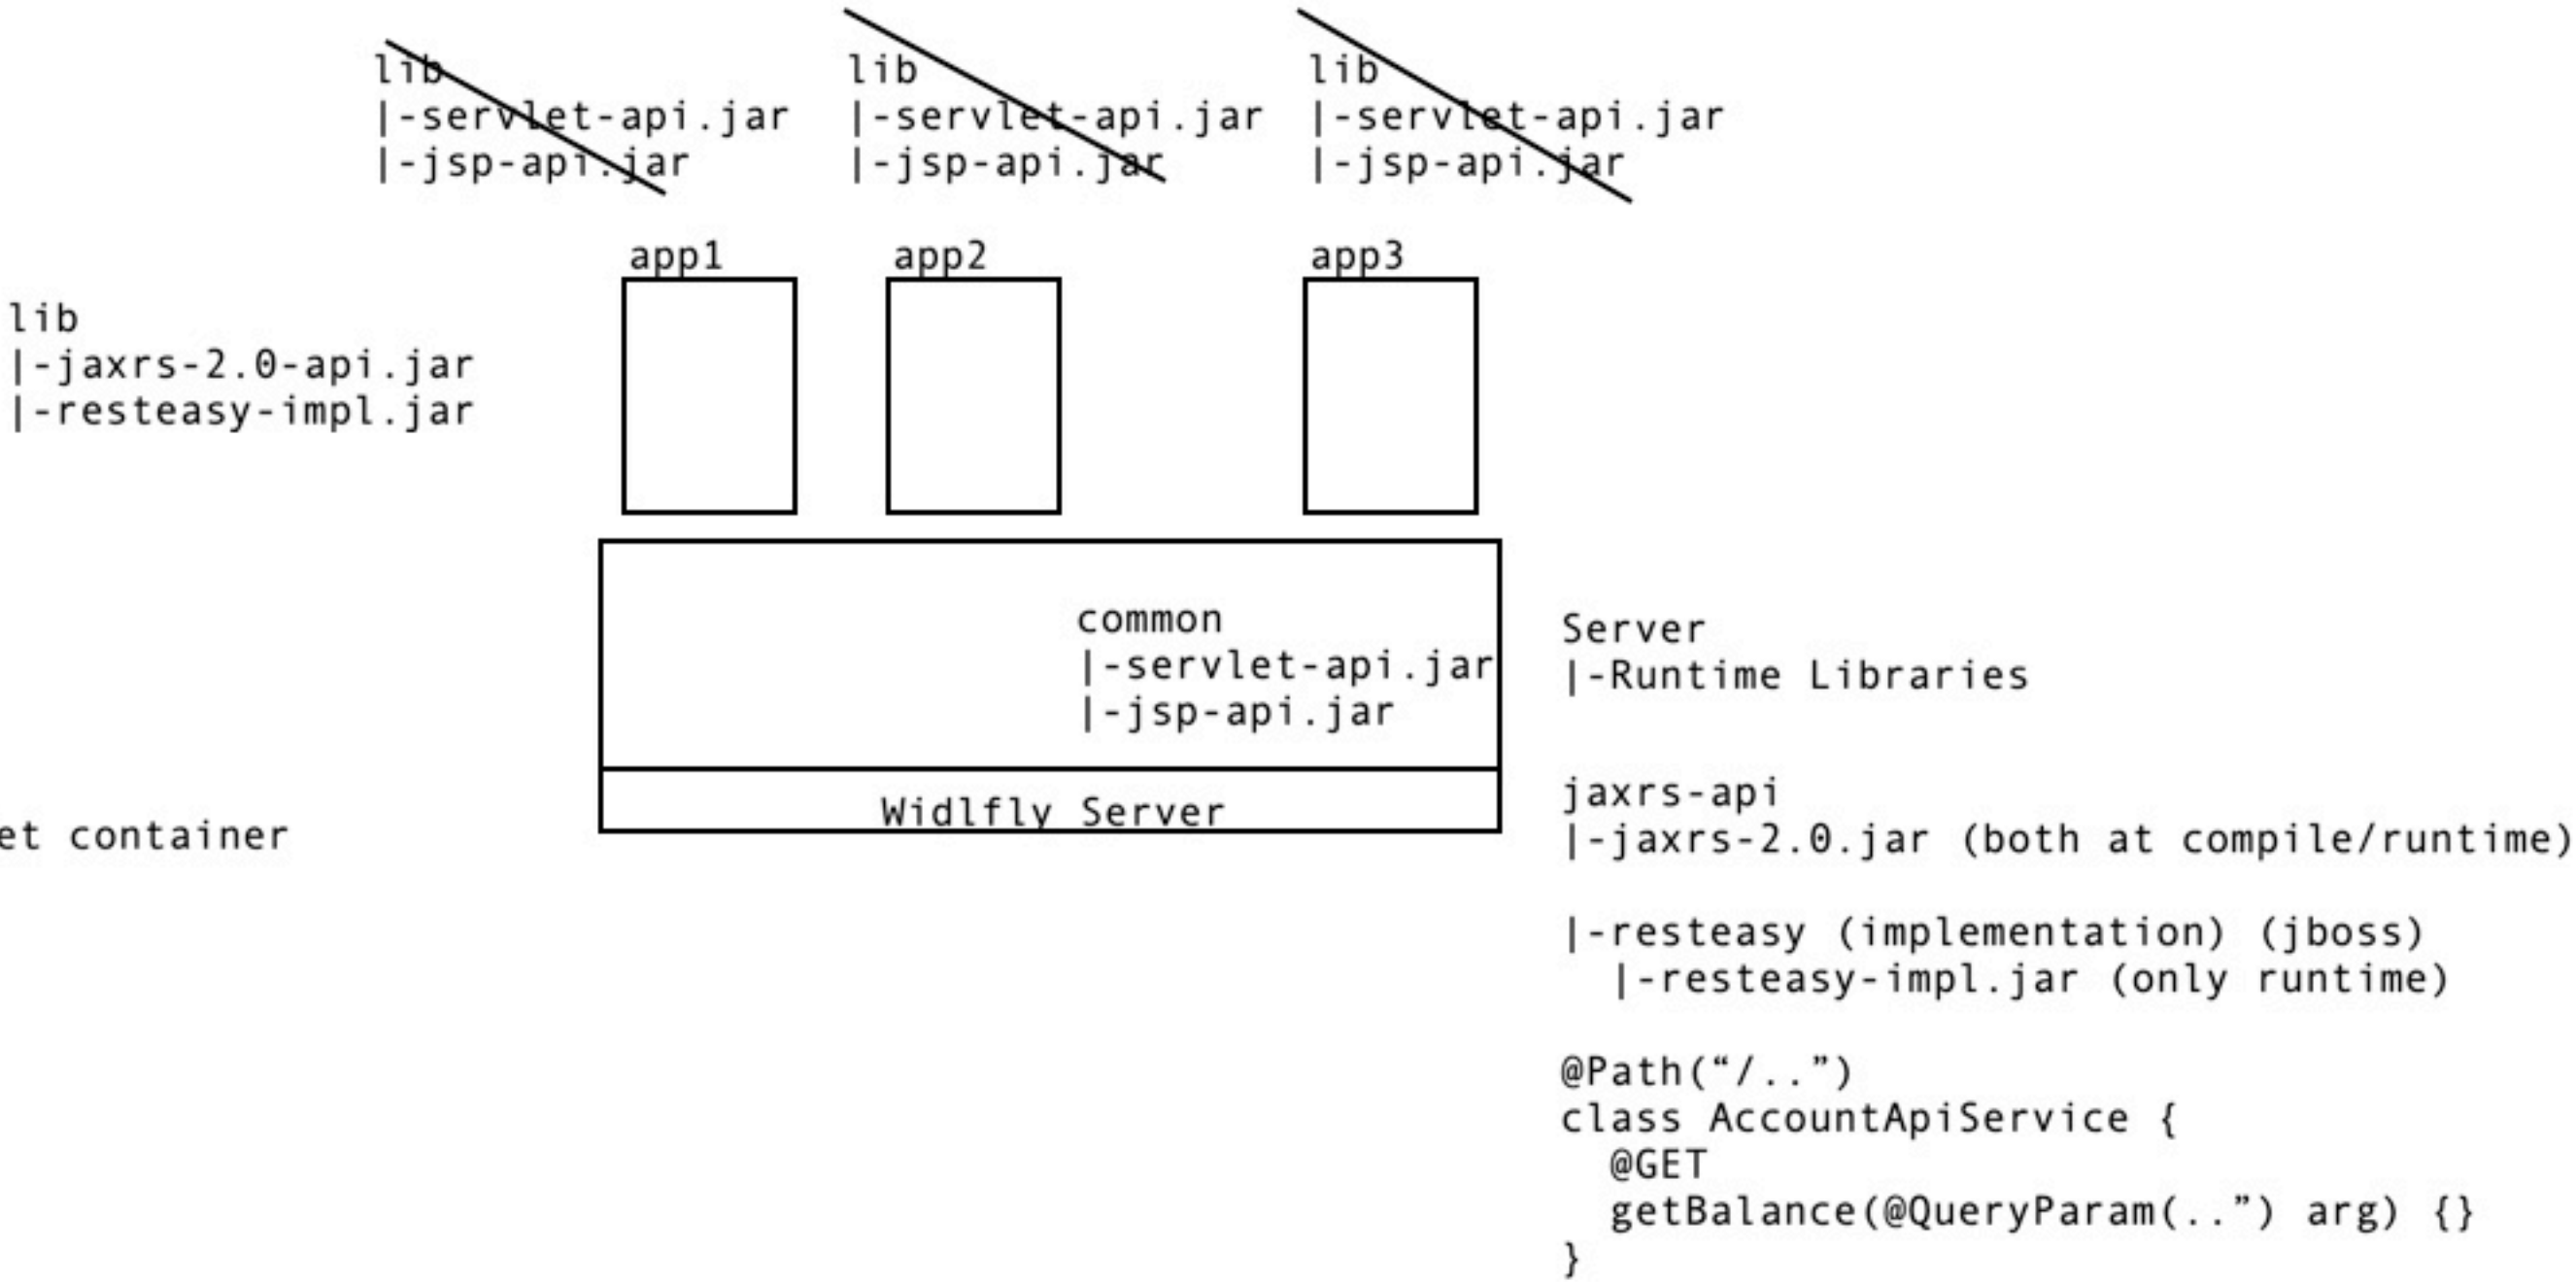 lib
|-servlet-api.jar
|-jsp-api.jar
lib
|-servlet-api.jar
|-jsp-api.jar
lib
|-servlet-api.jar
|-jsp-api.jar
app1
app2
app3
lib
|-jaxrs-2.0-api.jar
|-resteasy-impl.jar
common
|-servlet-api.jar
|-jsp-api.jar
Widlfly Server
et container
Server
|-Runtime Libraries
jaxrs-api
|-jaxrs-2.0.jar (both at compile/runtime)
|-resteasy (implementation) (jboss)
|-resteasy-impl.jar (only runtime)
@Path(“/..”)
class AccountApiService {
@GET
getBalance(@QueryParam(..”) arg) {}
}